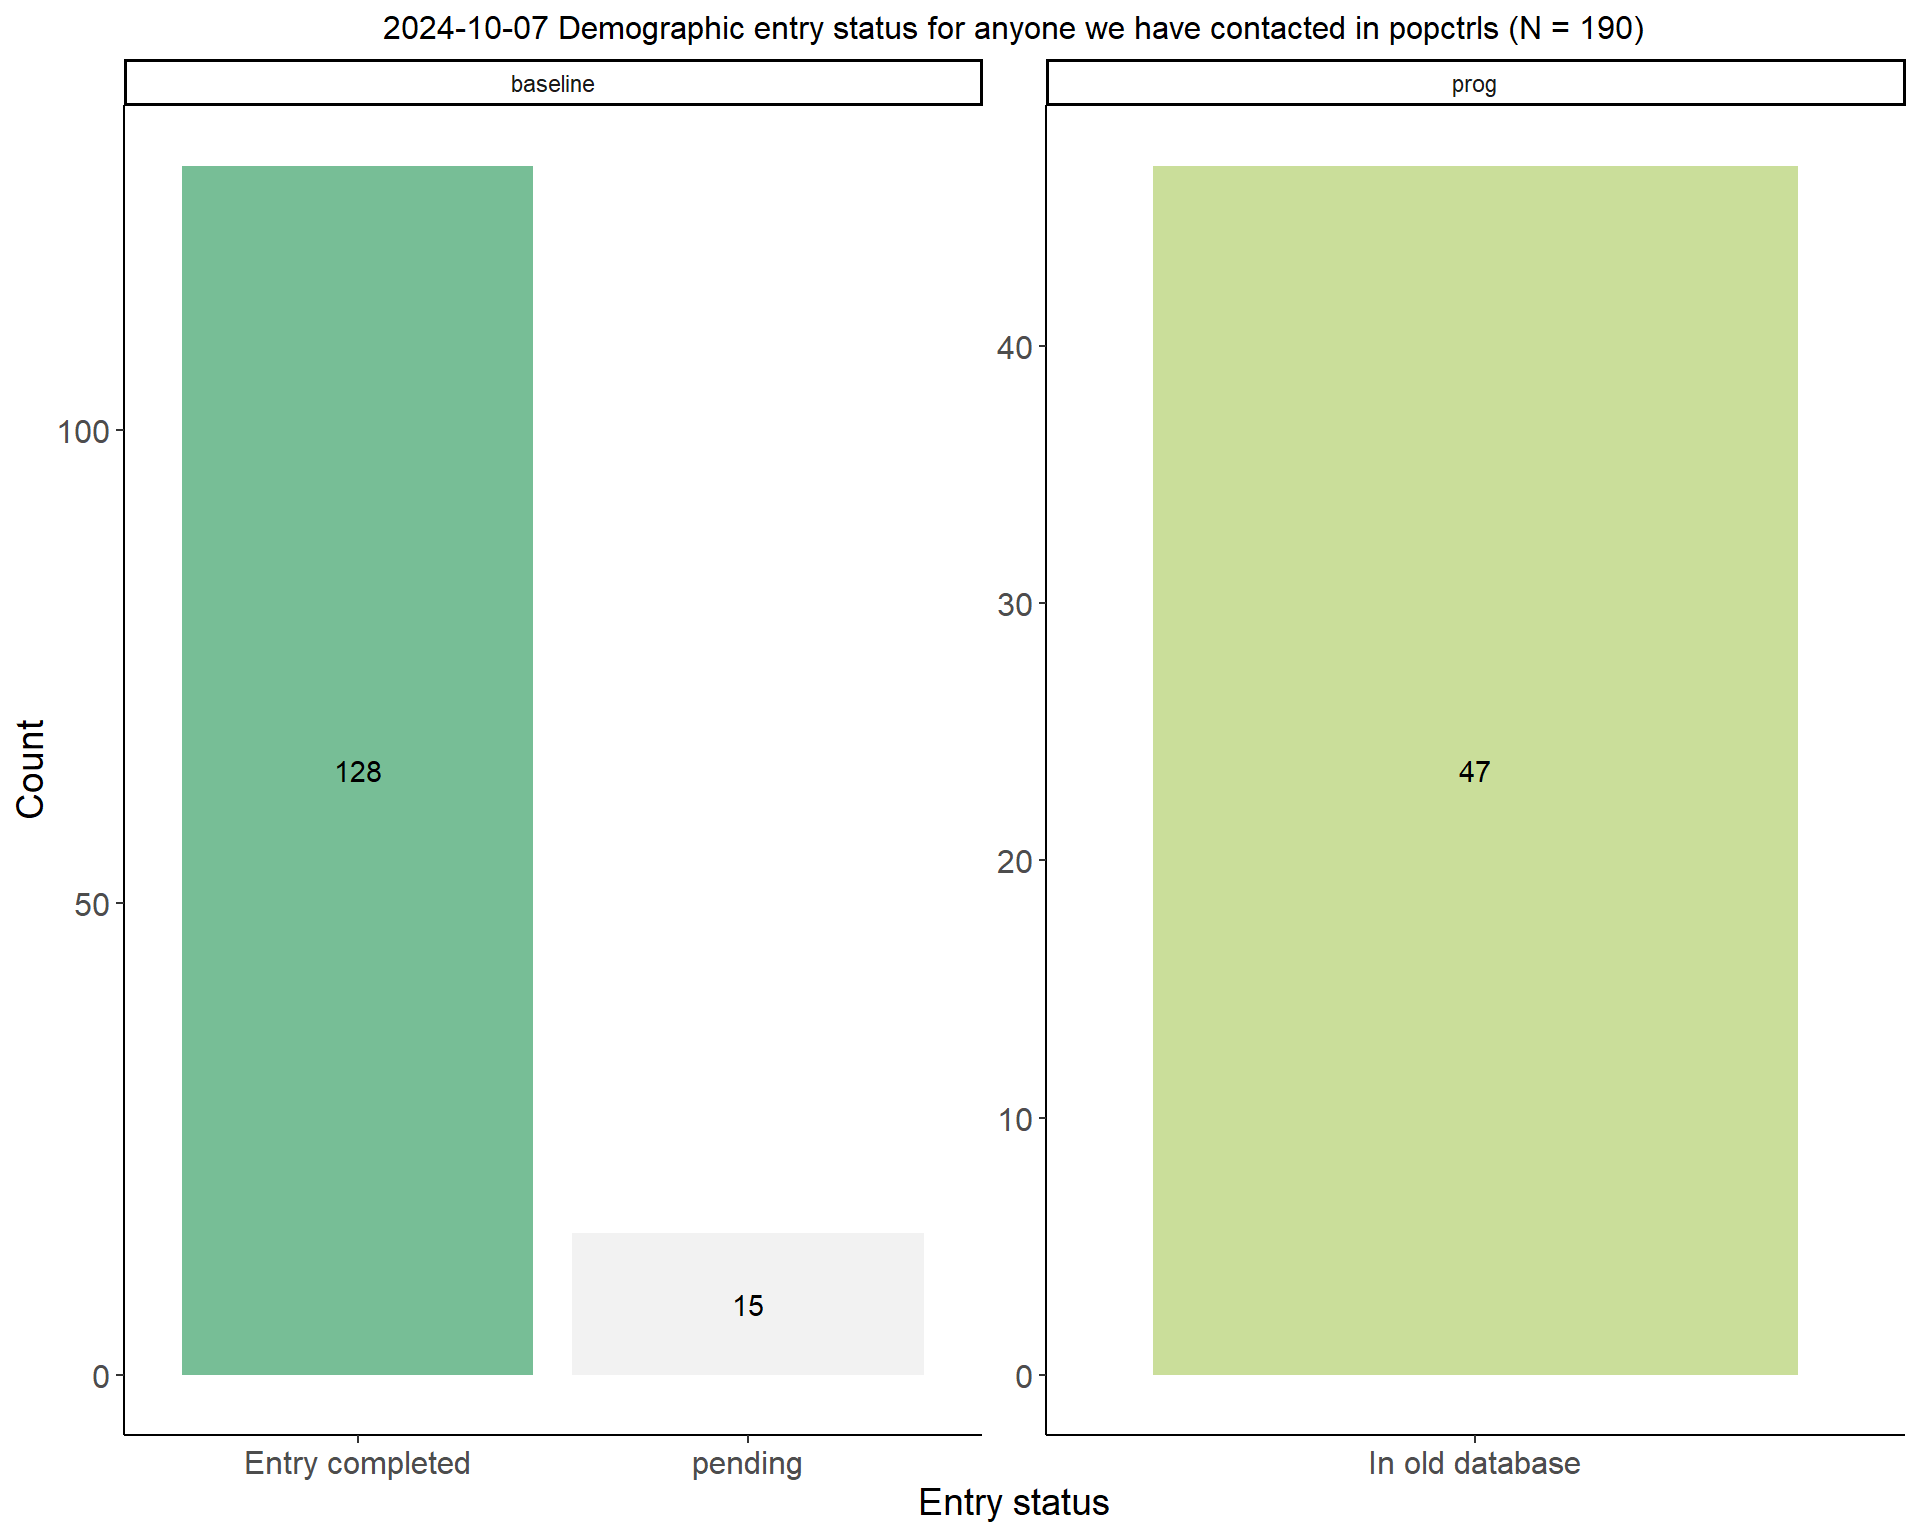 2024-10-07 Demographic entry status for anyone we have contacted in popctrls (N = 190)
baseline
prog
Count
100
50
0
128
15
Entry completed
pending
40
30
20
10
0
47
In old database
Entry status